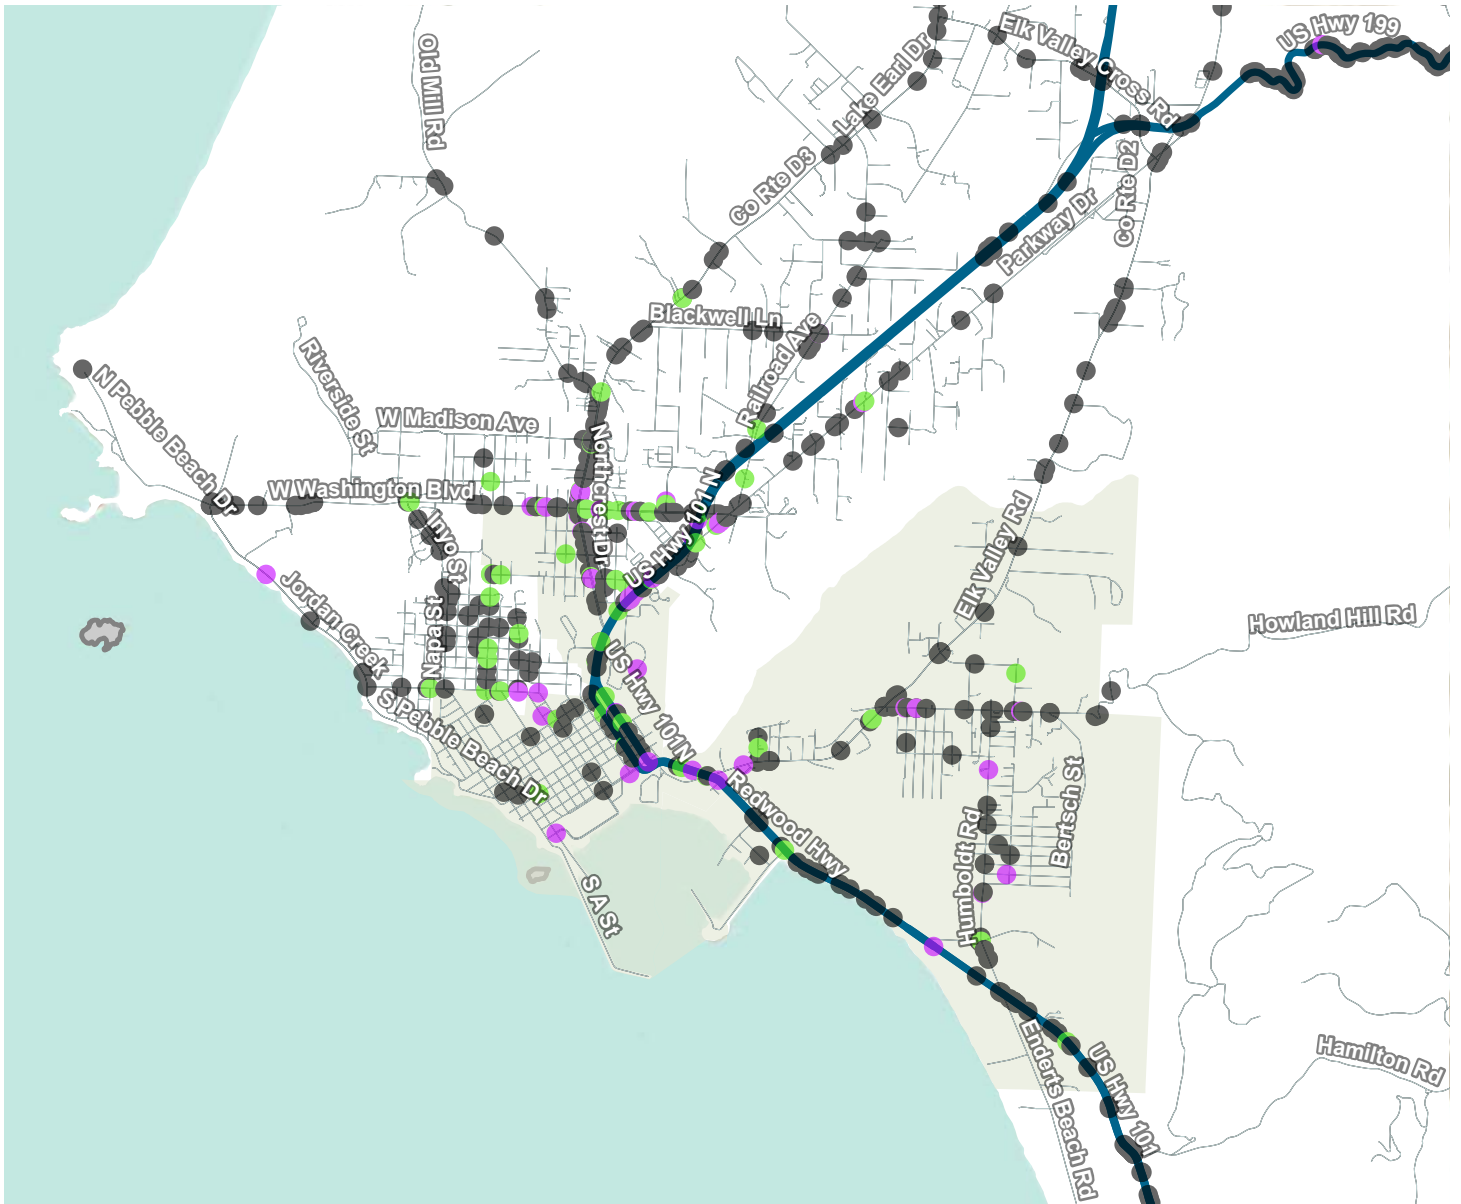 US Hwy 199
Elk Valley Cross Rd
Old Mill Rd
Lake Earl Dr
Co Rte D3
Co Rte D2
Parkway Dr
Blackwell Ln
Railroad Ave
Riverside St
N Pebble Beach Dr
W Madison Ave
Northcrest Dr
W Washington Blvd
US Hwy 101 N
Inyo St
Elk Valley Rd
Jordan Creek
Napa St
Howland Hill Rd
US Hwy 101N
S Pebble Beach Dr
Redwood Hwy
Bertsch St
Humboldt Rd
S A St
Enderts Beach Rd
US Hwy 101
Hamilton Rd